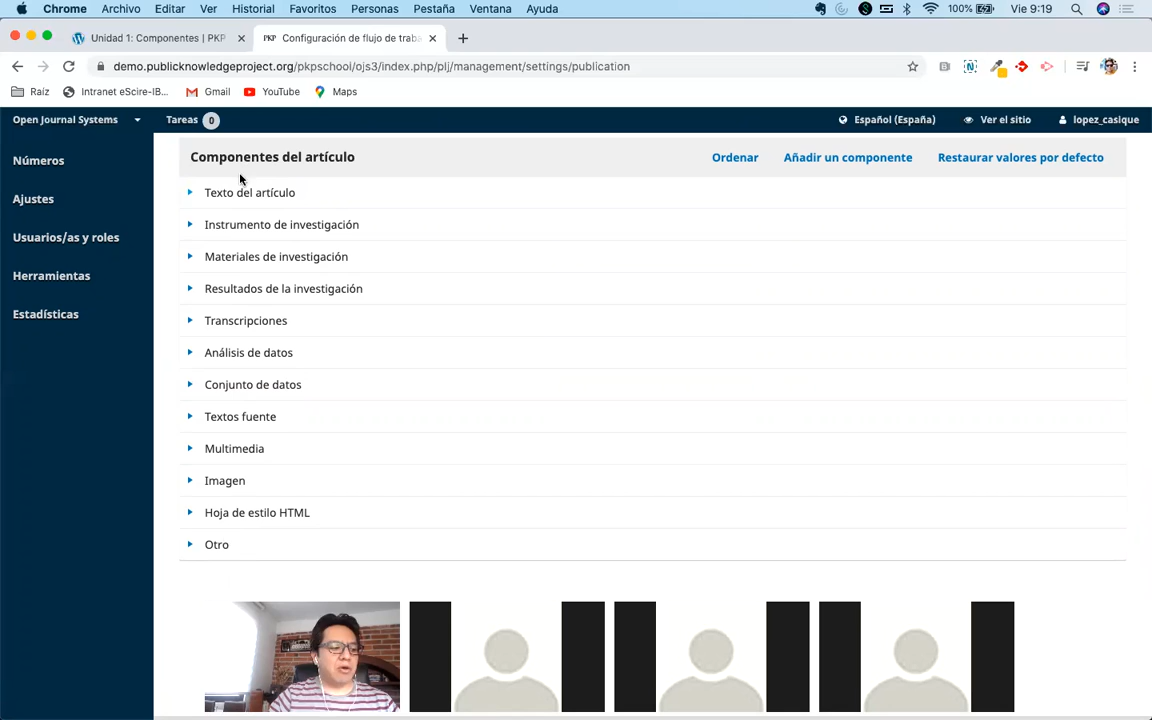 Chrome Archivo Editar Ver Historial Favoritos Personas Pestaña Ventana Ayuda 100% Vie 9:19
Unidad 1: Componentes | PKP Configuración de flujo de traba
demo.publicknowledgeproject.org/pkpschool/ojs3/index.php/plj/management/settings/publication
Raíz Intranet eScire-IB... Gmail YouTube Maps
Open Journal Systems Tareas 0 Español (España) Ver el sitio lopez_casique
Números
Ajustes
Usuarios/as y roles
Herramientas
Estadísticas
Componentes del artículo Ordenar Añadir un componente Restaurar valores por defecto
Texto del artículo
Instrumento de investigación
Materiales de investigación
Resultados de la investigación
Transcripciones
Análisis de datos
Conjunto de datos
Textos fuente
Multimedia
Imagen
Hoja de estilo HTML
Otro